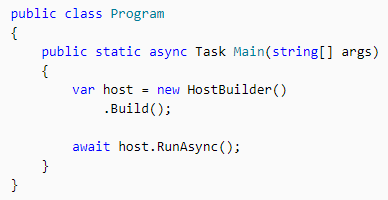 public class Program
{
    public static async Task Main(string[] args)
    {
        var host = new HostBuilder()
            .Build();

        await host.RunAsync();
    }
}